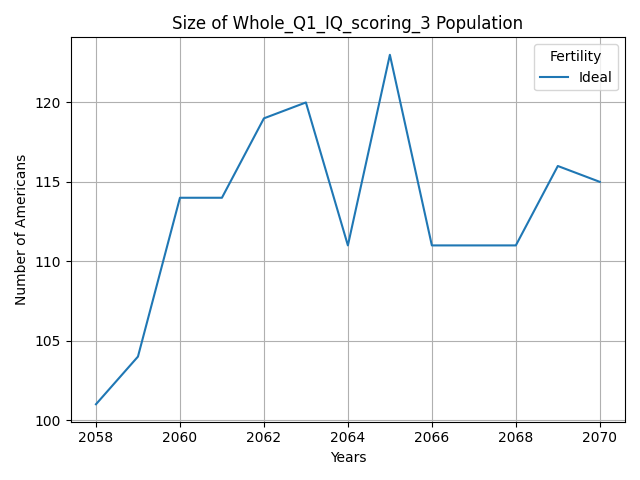 Size of Whole_Q1_IQ_scoring_3 Population
Fertility
Ideal
Number of Americans
120
115
110
105
100
2058
2060
2062
2064
2066
2068
2070
Years